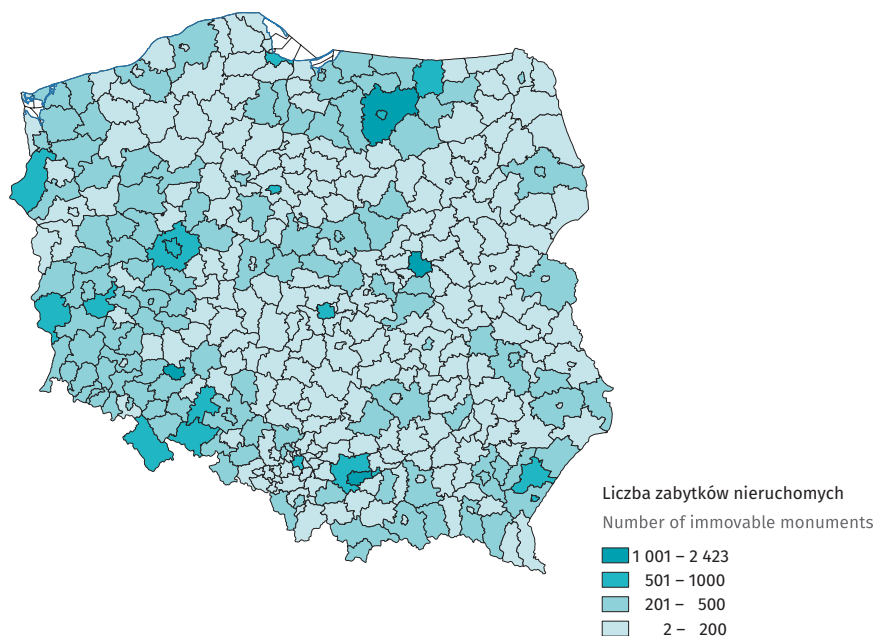 Liczba zabytków nieruchomych
Number of immovable monuments
1 001 – 2 423
501 – 1000
201 – 500
2 – 200